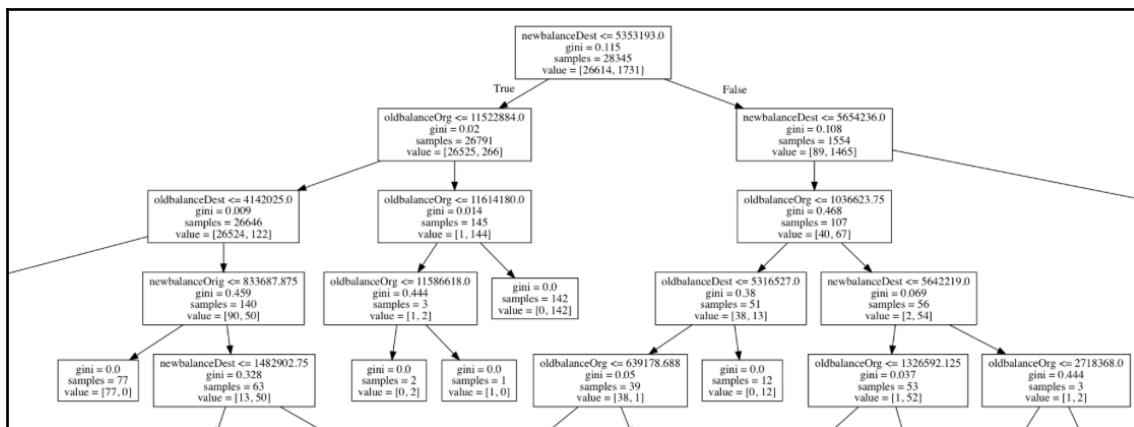 newbalanceDest <= 5353193.0
gini = 0.115
samples = 28345
value = [26614, 1731]
True
False
oldbalanceOrg <= 11522884.0
gini = 0.02
samples = 26791
value = [26525, 266]
newbalanceDest <= 5654236.0
gini = 0.108
samples = 1554
value = [89, 1465]
oldbalanceDest <= 4142025.0
gini = 0.009
samples = 26646
value = [26524, 122]
oldbalanceOrg <= 11614180.0
gini = 0.014
samples = 145
value = [1, 144]
oldbalanceOrg <= 1036623.75
gini = 0.468
samples = 107
value = [40, 67]
newbalanceOrig <= 833687.875
gini = 0.459
samples = 140
value = [90, 50]
oldbalanceOrg <= 11586618.0
gini = 0.444
samples = 3
value = [1, 2]
gini = 0.0
samples = 142
value = [0, 142]
oldbalanceDest <= 5316527.0
gini = 0.38
samples = 51
value = [38, 13]
newbalanceDest <= 5642219.0
gini = 0.069
samples = 56
value = [2, 54]
gini = 0.0
samples = 77
value = [77, 0]
newbalanceDest <= 1482902.75
gini = 0.328
samples = 63
value = [13, 50]
gini = 0.0
samples = 2
value = [0, 2]
gini = 0.0
samples = 1
value = [1, 0]
oldbalanceOrg <= 639178.688
gini = 0.05
samples = 39
value = [38, 1]
gini = 0.0
samples = 12
value = [0, 12]
oldbalanceOrg <= 1326592.125
gini = 0.037
samples = 53
value = [1, 52]
oldbalanceOrg <= 2718368.0
gini = 0.444
samples = 3
value = [1, 2]